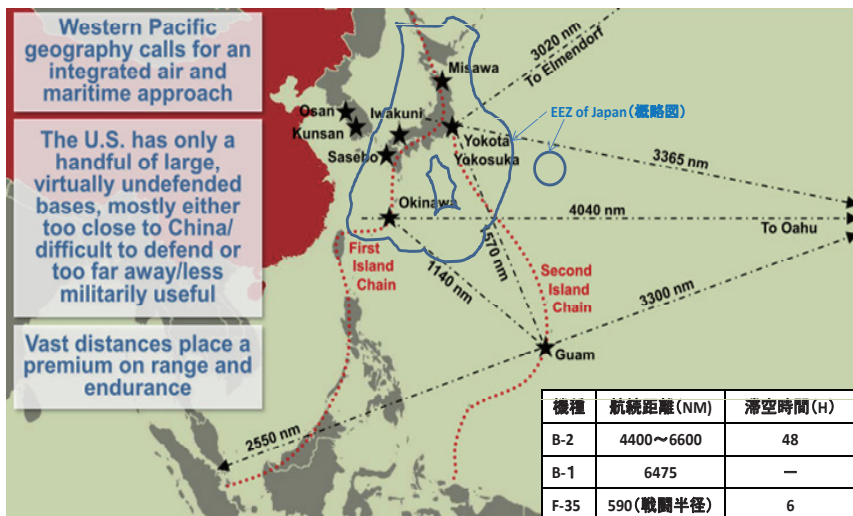 Western Pacific
geography calls for an
integrated air and
maritime approach
The U.S. has only a
handful of large,
virtually undefended
bases, mostly either
too close to China/
difficult to defend or
too far away/less
militarily useful
Vast distances place a
premium on range and
endurance
3020 nm
To Elmendorf
Misawa
Osan
Iwakuni
Kunsan
EEZ of Japan(概略図)
Yokota
Yokosuka
Sasebo
3365 nm
Okinawa
4040 nm
To Oahu
First
Island
Chain
1140 nm
1570 nm
Second
Island
Chain
3300 nm
Guam
2550 nm
機種 航続距離(NM) 滞空時間(H)
B-2 4400～6600 48
B-1 6475 ー
F-35 590(戦闘半径) 6